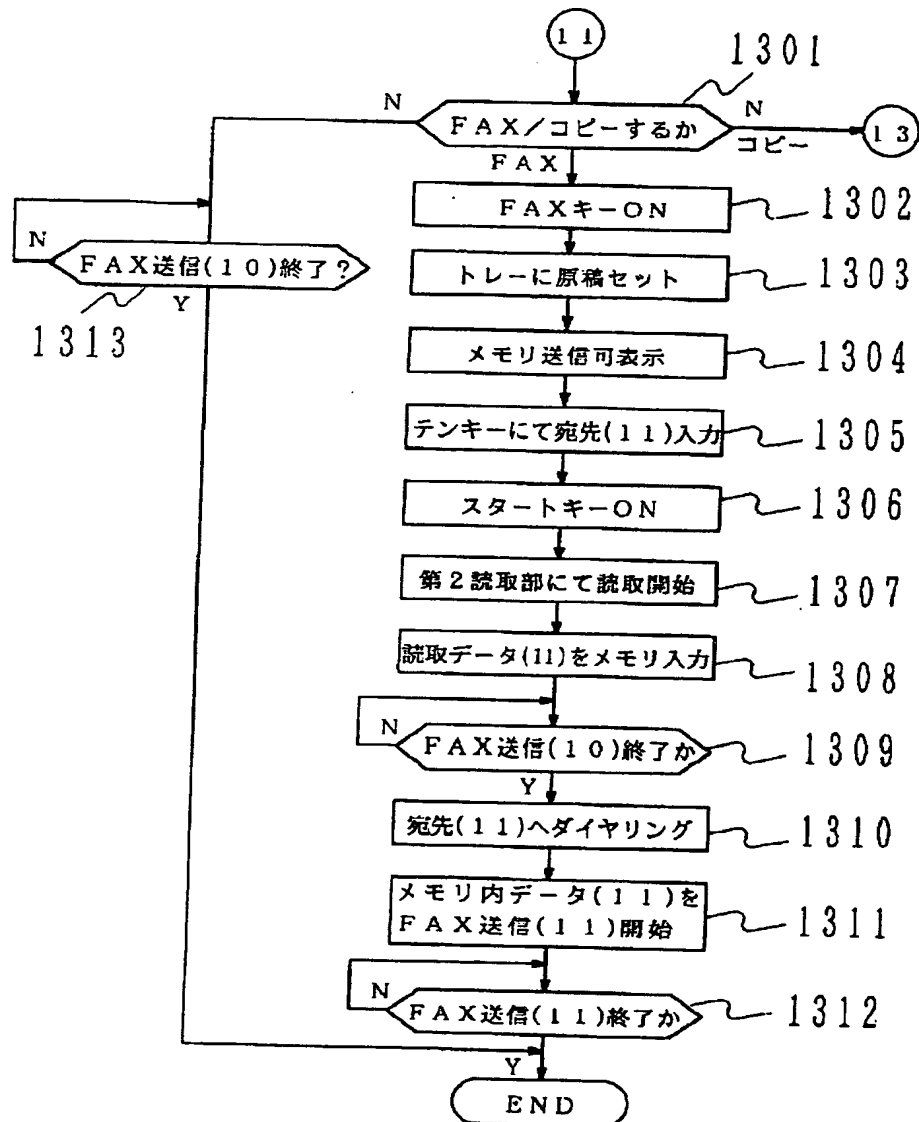 11
1301
N
FAX/コピーするか
N
コピー
13
FAX
FAXキーON
1302
N
FAX送信(10)終了?
Y
1313
トレーに原稿セット
1303
メモリ送信可表示
1304
テンキーにて宛先(11)入力
1305
スタートキーON
1306
第2読取部にて読取開始
1307
読取データ(11)をメモリ入力
1308
N
FAX送信(10)終了か
1309
Y
宛先(11)へダイヤリング
1310
メモリ内データ(11)を
FAX送信(11)開始
1311
N
FAX送信(11)終了か
1312
Y
END